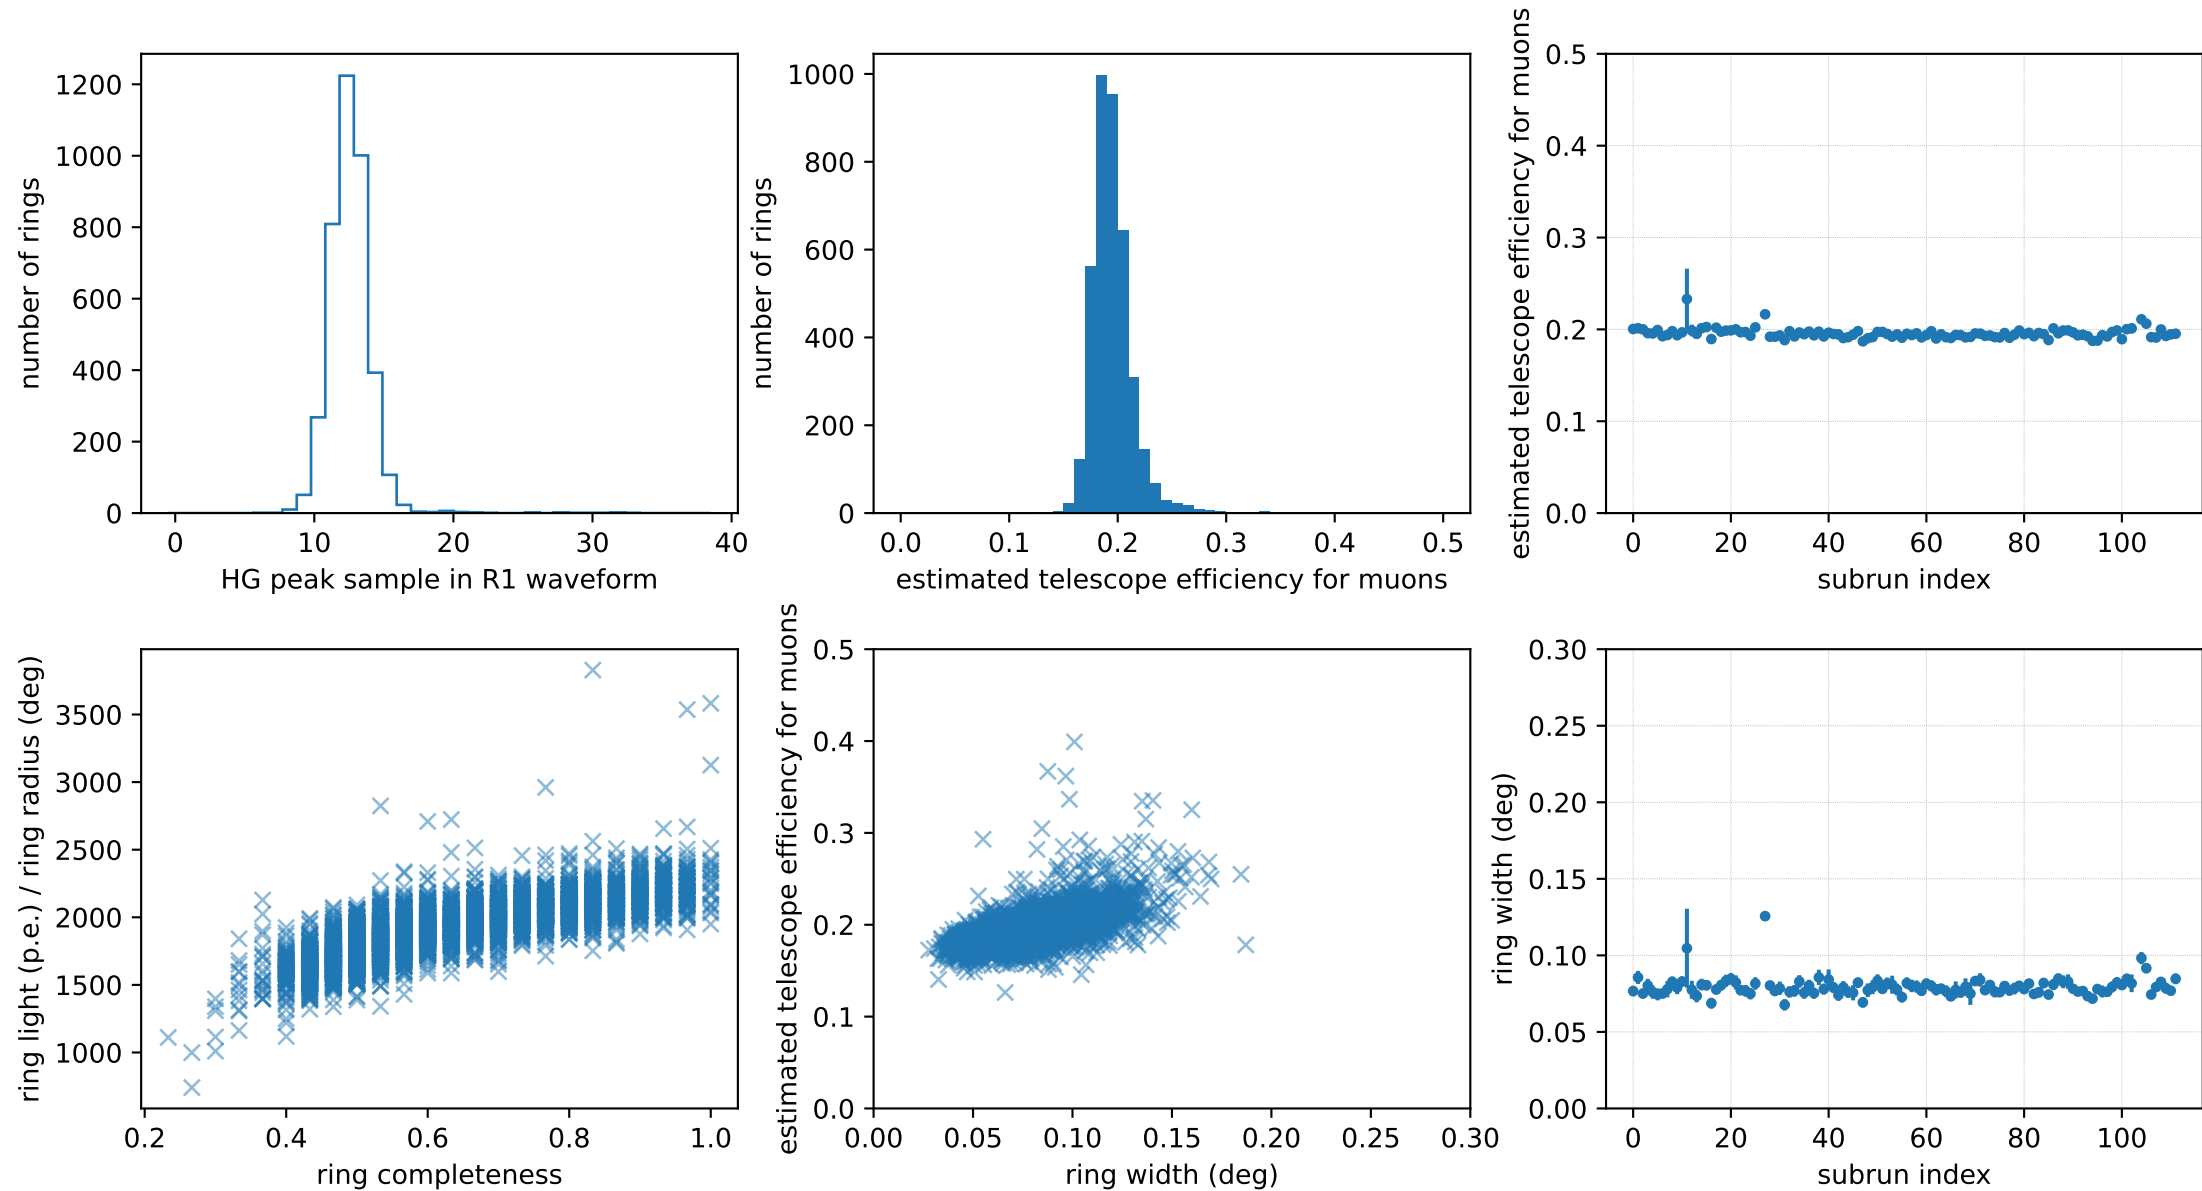 number of rings
1200
1000
800
600
400
200
0
0 10 20 30 40
HG peak sample in R1 waveform
number of rings
1000
800
600
400
200
0
0.0 0.1 0.2 0.3 0.4 0.5
estimated telescope efficiency for muons
estimated telescope efficiency for muons
0.5
0.4
0.3
0.2
0.1
0.0
0 20 40 60 80 100
subrun index
ring light (p.e.) / ring radius (deg)
3500
3000
2500
2000
1500
1000
0.2 0.4 0.6 0.8 1.0
ring completeness
estimated telescope efficiency for muons
0.5
0.4
0.3
0.2
0.1
0.0
0.00 0.05 0.10 0.15 0.20 0.25 0.30
ring width (deg)
ring width (deg)
0.30
0.25
0.20
0.15
0.10
0.05
0.00
0 20 40 60 80 100
subrun index